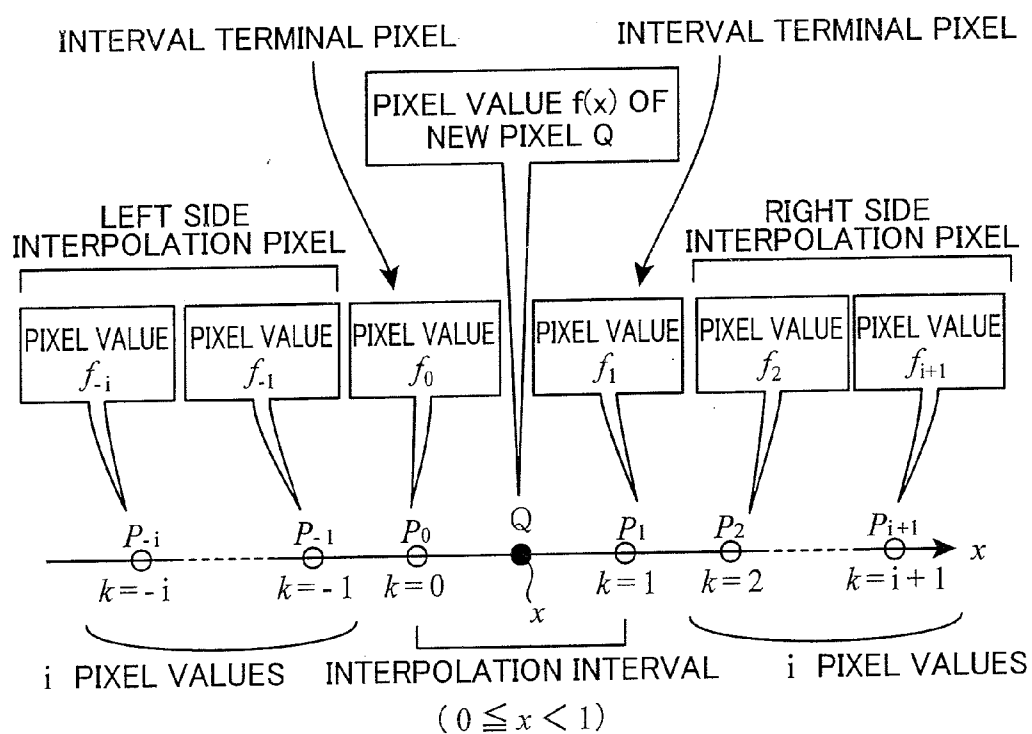 INTERVAL TERMINAL PIXEL
INTERVAL TERMINAL PIXEL
PIXEL VALUE f(x) OF
NEW PIXEL Q
LEFT SIDE
INTERPOLATION PIXEL
RIGHT SIDE
INTERPOLATION PIXEL
PIXEL VALUE
f-i
PIXEL VALUE
f-1
PIXEL VALUE
f0
PIXEL VALUE
f1
PIXEL VALUE
f2
PIXEL VALUE
fi+1
P-i
P-1
P0
Q
P1
P2
Pi+1
x
k=-i
k=-1
k=0
x
k=1
k=2
k=i+1
i PIXEL VALUES
INTERPOLATION INTERVAL
(0≦x<1)
i PIXEL VALUES